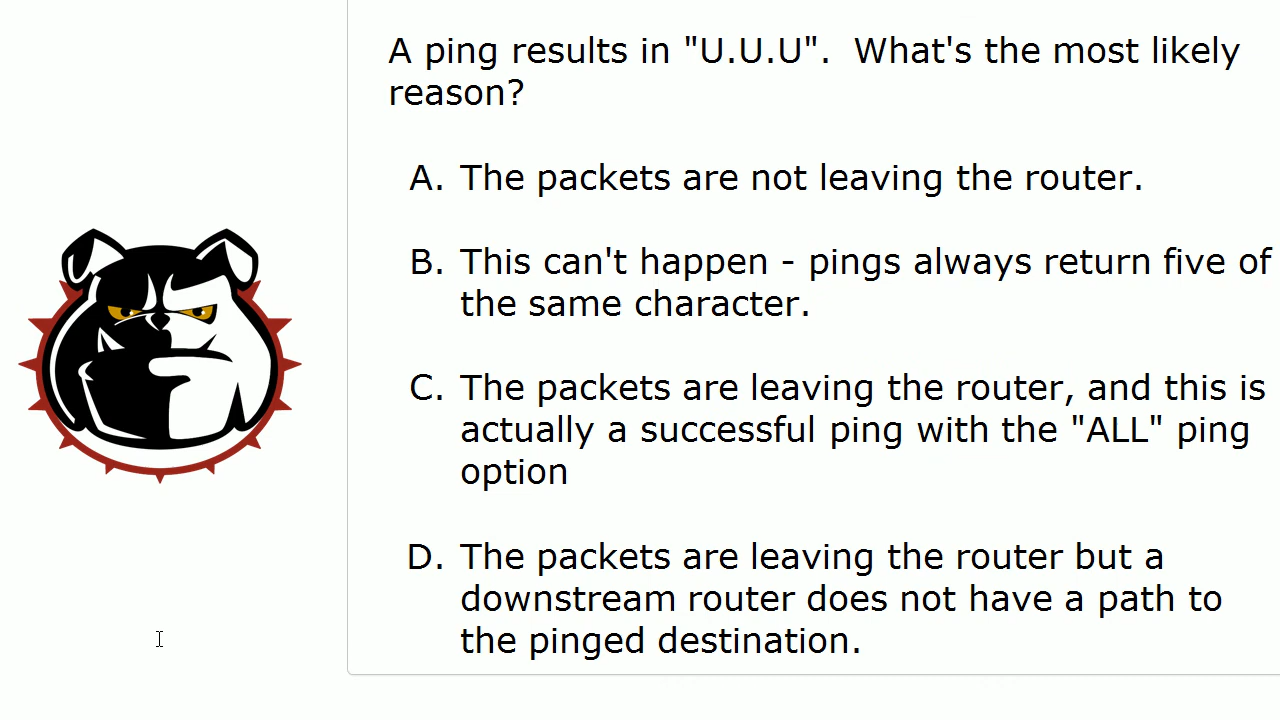 A ping results in "U.U.U".  What's the most likely
reason?
A. The packets are not leaving the router.
B. This can't happen - pings always return five of
the same character.
C. The packets are leaving the router, and this is
actually a successful ping with the "ALL" ping
option
D. The packets are leaving the router but a
downstream router does not have a path to
the pinged destination.